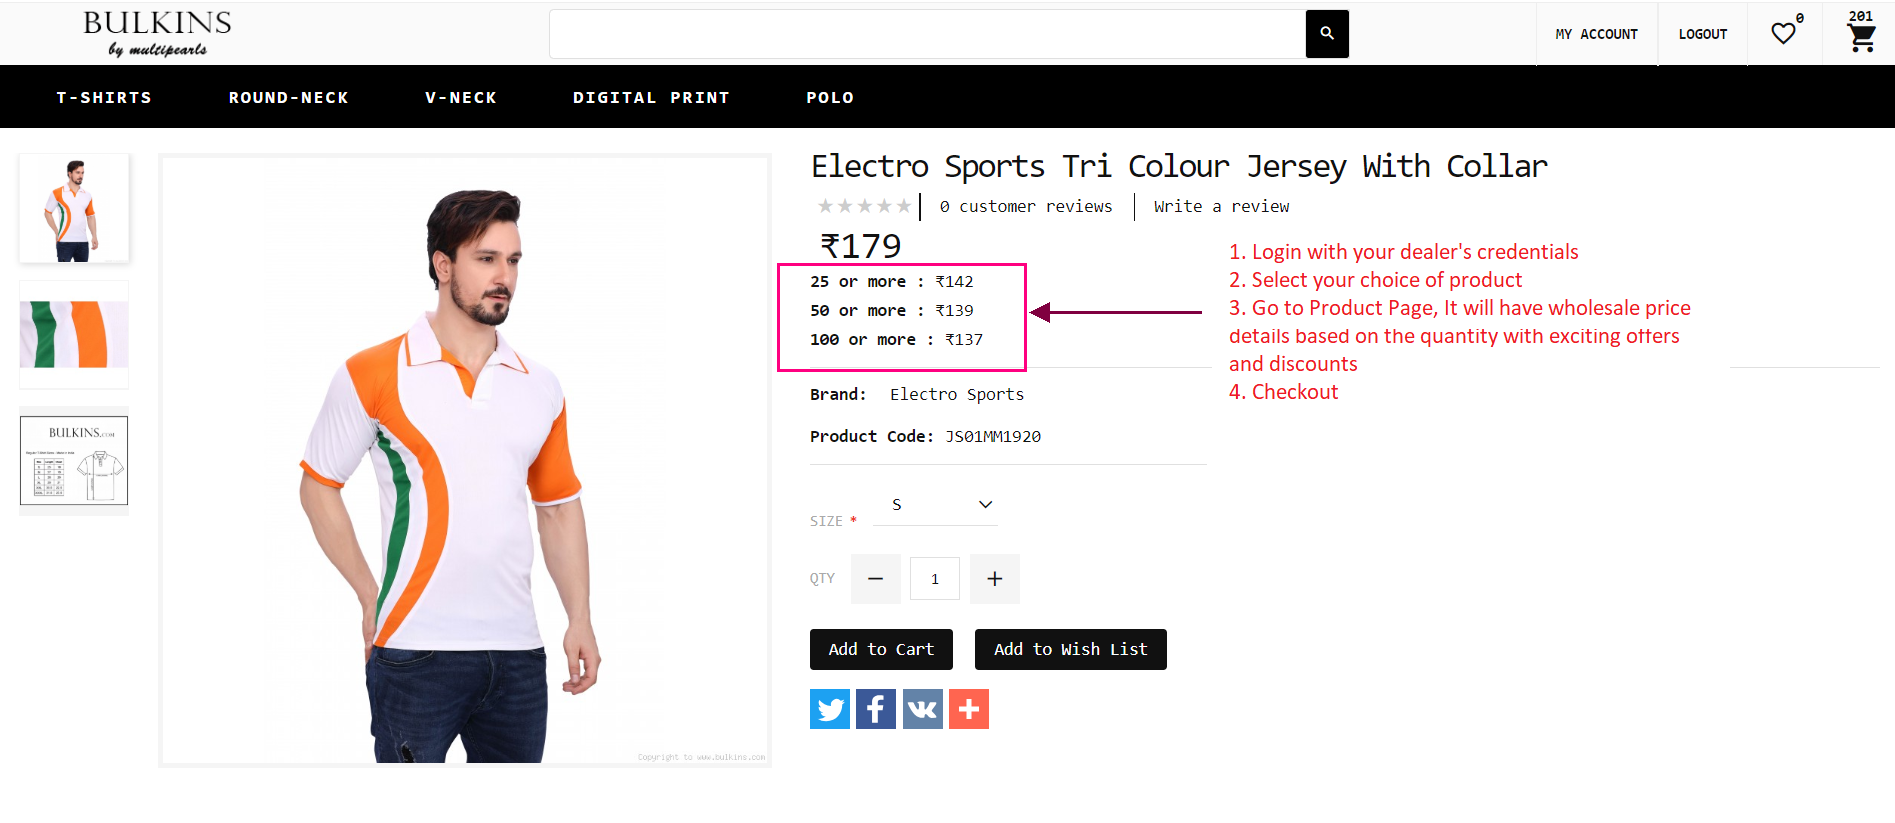 BULKINS
by multipearls
MY ACCOUNT
LOGOUT
0
201
T-SHIRTS
ROUND-NECK
V-NECK
DIGITAL PRINT
POLO
Electro Sports Tri Colour Jersey With Collar
0 customer reviews
Write a review
₹179
25 or more : ₹142
50 or more : ₹139
100 or more : ₹137
1. Login with your dealer's credentials
2. Select your choice of product
3. Go to Product Page, It will have wholesale price
details based on the quantity with exciting offers
and discounts
4. Checkout
Brand: Electro Sports
Product Code: JS01MM1920
BULKINS.COM
SIZE * S
QTY − 1 +
Add to Cart
Add to Wish List
Copyright to www.bulkins.com